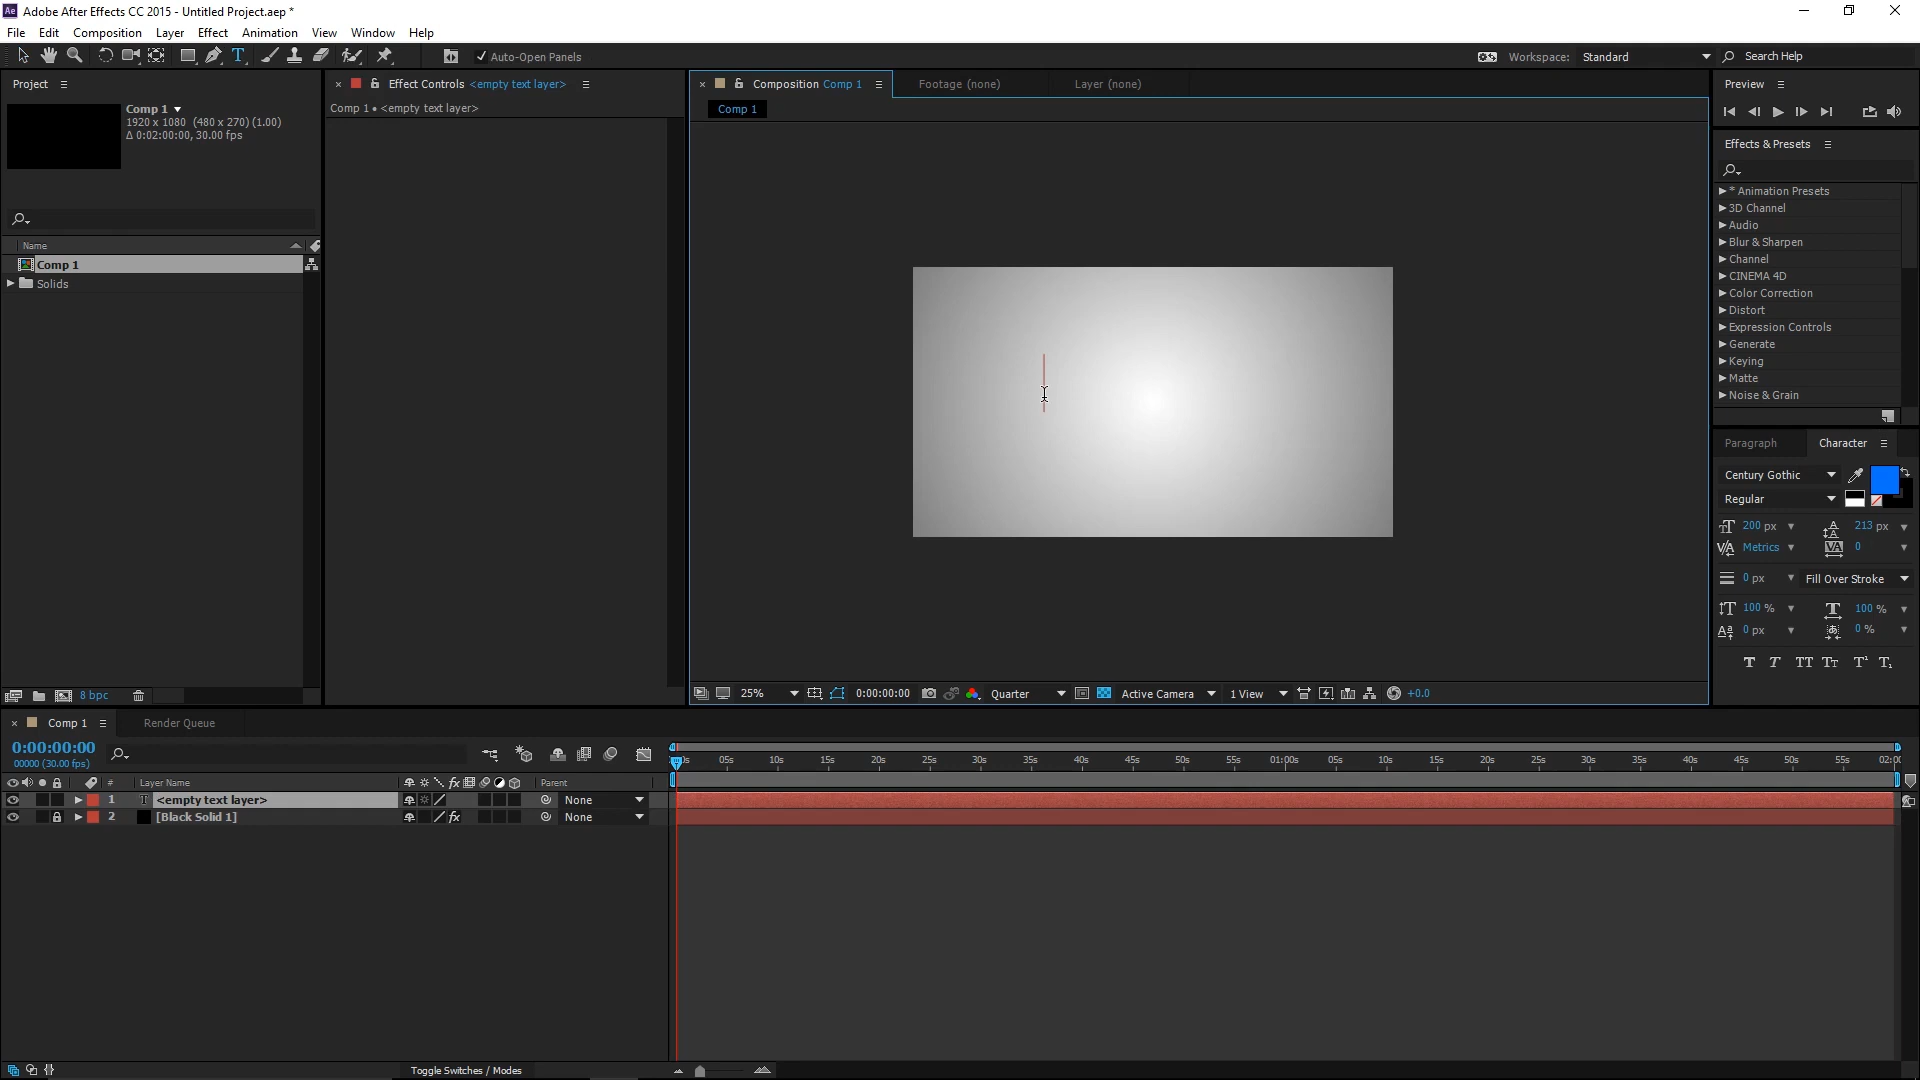 Adobe After Effects CC 2015 - Untitled Project.aep *
File Edit Composition Layer Effect Animation View Window Help
Auto-Open Panels
Workspace: Standard
Search Help
Project
Comp 1
1920 x 1080 (480 x 270) (1.00)
Δ 0:02:00:00, 30.00 fps
Name
Comp 1
Solids
8 bpc
Effect Controls <empty text layer>
Comp 1 • <empty text layer>
Composition Comp 1
Footage (none)
Layer (none)
Comp 1
25%
0:00:00:00
Quarter
Active Camera
1 View
+0.0
Preview
Effects & Presets
* Animation Presets
3D Channel
Audio
Blur & Sharpen
Channel
CINEMA 4D
Color Correction
Distort
Expression Controls
Generate
Keying
Matte
Noise & Grain
Paragraph
Character
Century Gothic
Regular
200 px
213 px
Metrics
0
0 px
Fill Over Stroke
100 %
100 %
0 px
0 %
T T TT Tt T¹ T₁
Comp 1
Render Queue
0:00:00:00
00000 (30.00 fps)
# Layer Name
Parent
1 T <empty text layer> None
2 [Black Solid 1] fx None
05s 10s 15s 20s 25s 30s 35s 40s 45s 50s 55s 01:00s 05s 10s 15s 20s 25s 30s 35s 40s 45s 50s 55s 02:00
Toggle Switches / Modes